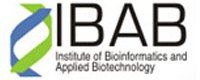 IBAB
Institute of Bioinformatics and
Applied Biotechnology